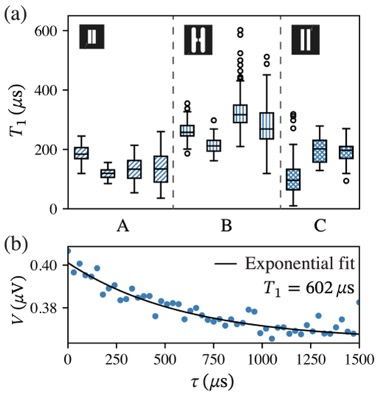 (a)
600
400
200
0
T₁ (μs)
A B C
(b)
0.40
0.38
V (μV)
Exponential fit
T₁ = 602 μs
0 250 500 750 1000 1250 1500
τ (μs)